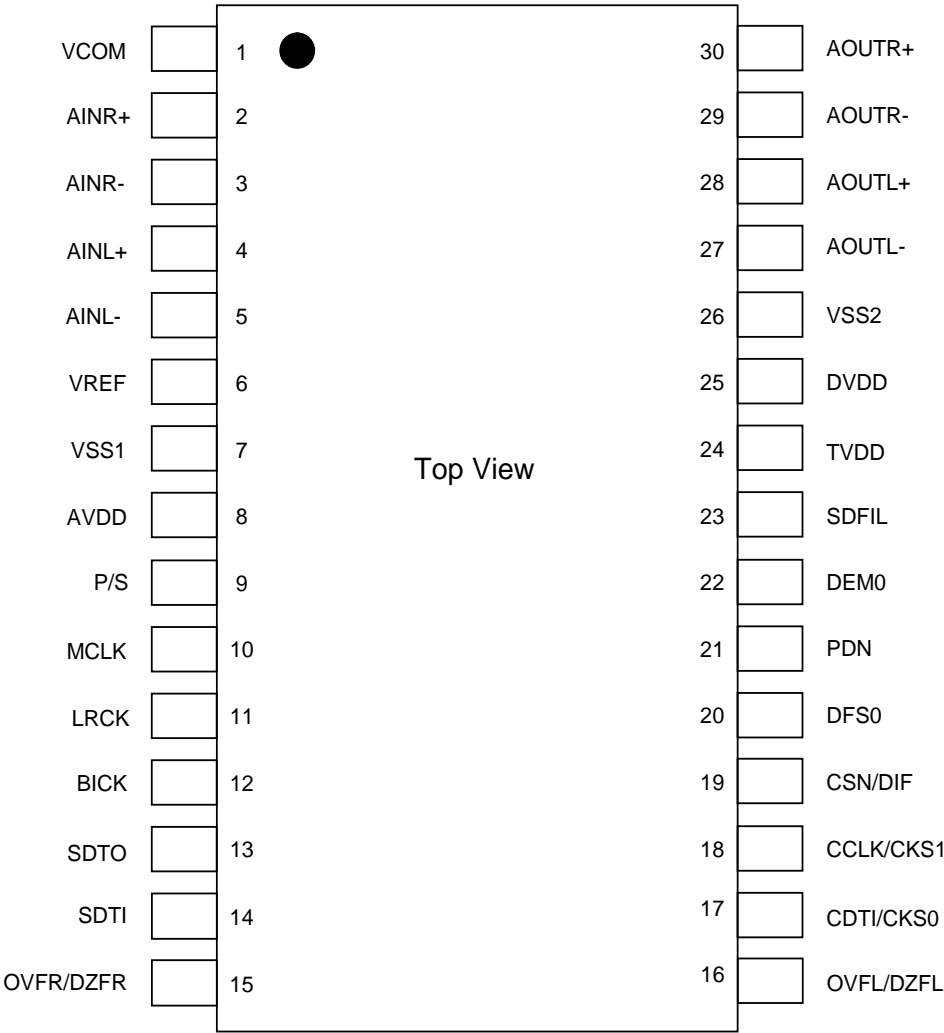 VCOM 1 30 AOUTR+
AINR+ 2 29 AOUTR-
AINR- 3 28 AOUTL+
AINL+ 4 27 AOUTL-
AINL- 5 26 VSS2
VREF 6 25 DVDD
VSS1 7 24 TVDD
Top View
AVDD 8 23 SDFIL
P/S 9 22 DEM0
MCLK 10 21 PDN
LRCK 11 20 DFS0
BICK 12 19 CSN/DIF
SDTO 13 18 CCLK/CKS1
SDTI 14 17 CDTI/CKS0
OVFR/DZFR 15 16 OVFL/DZFL